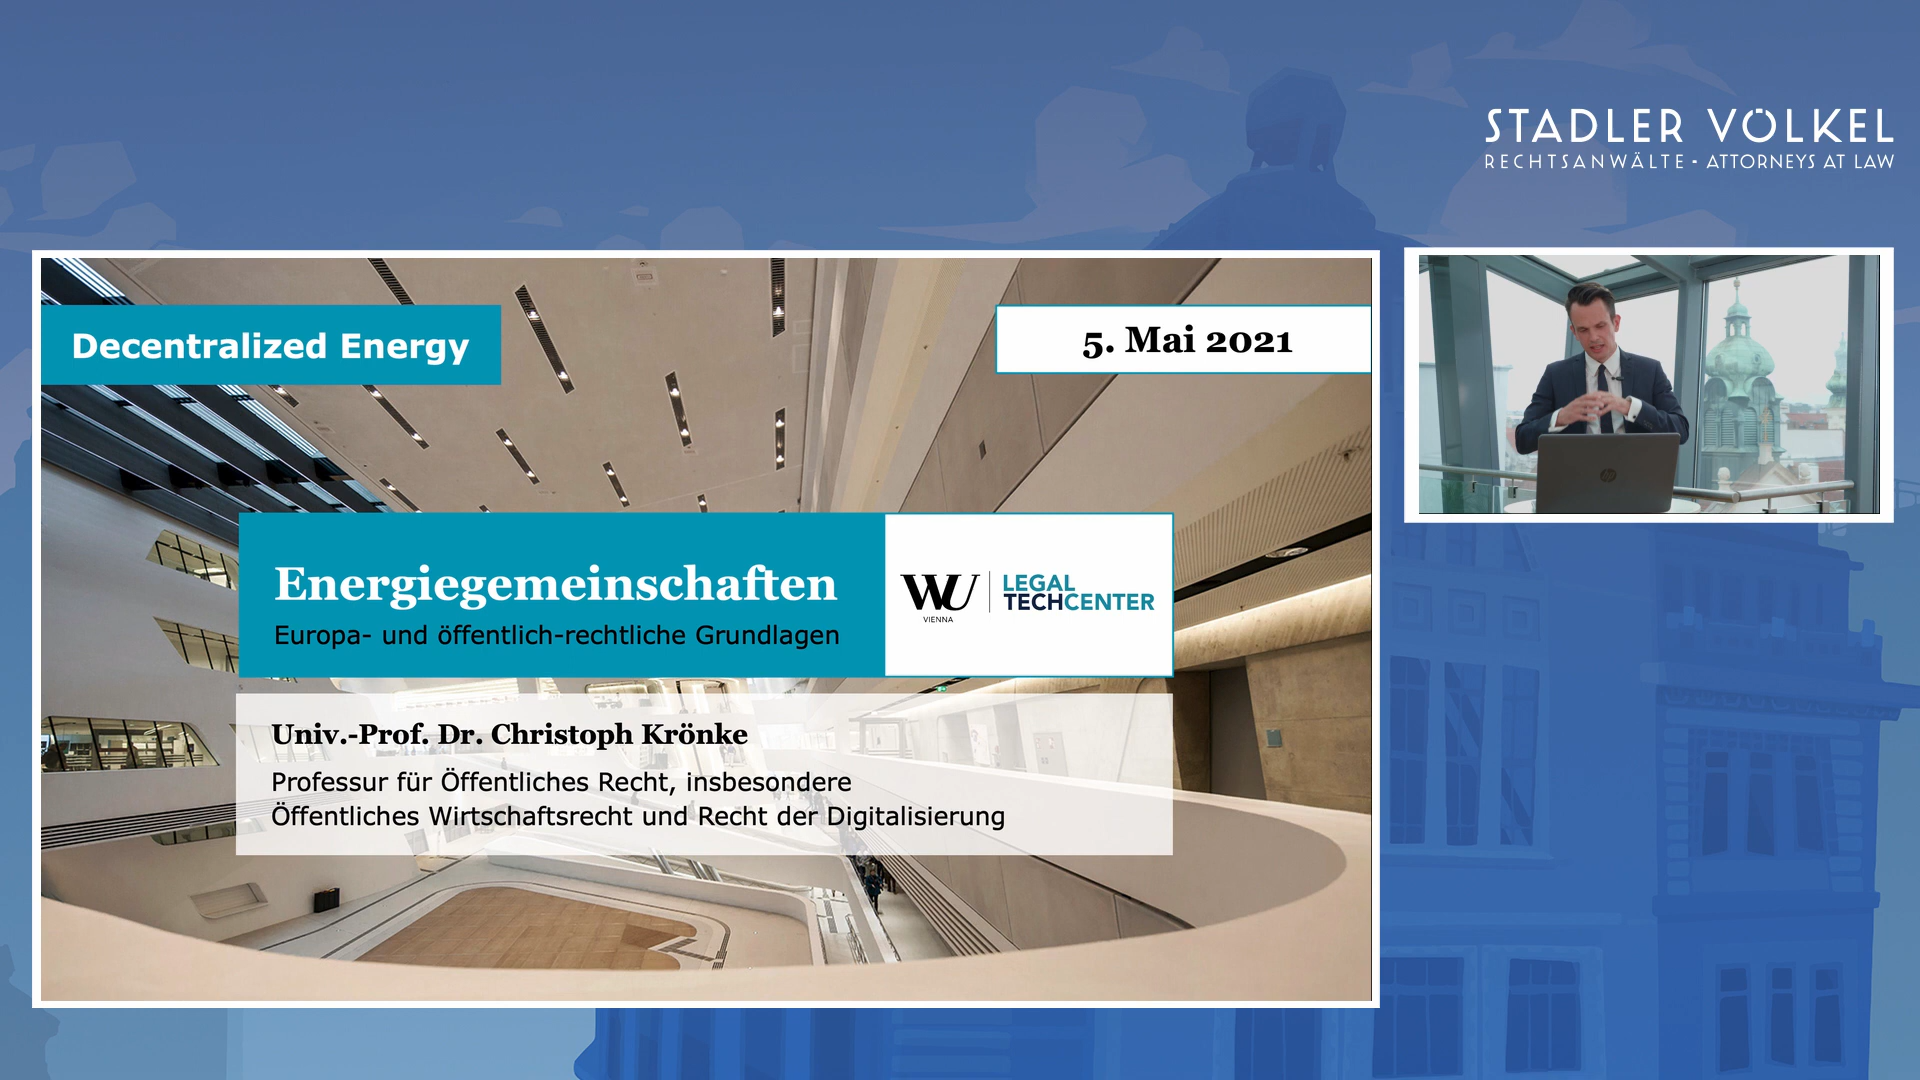 STADLER VÖLKEL
RECHTSANWÄLTE - ATTORNEYS AT LAW
Decentralized Energy
5. Mai 2021
Energiegemeinschaften
Europa- und öffentlich-rechtliche Grundlagen
WU
VIENNA
LEGAL
TECHCENTER
Univ.-Prof. Dr. Christoph Krönke
Professur für Öffentliches Recht, insbesondere
Öffentliches Wirtschaftsrecht und Recht der Digitalisierung
hp